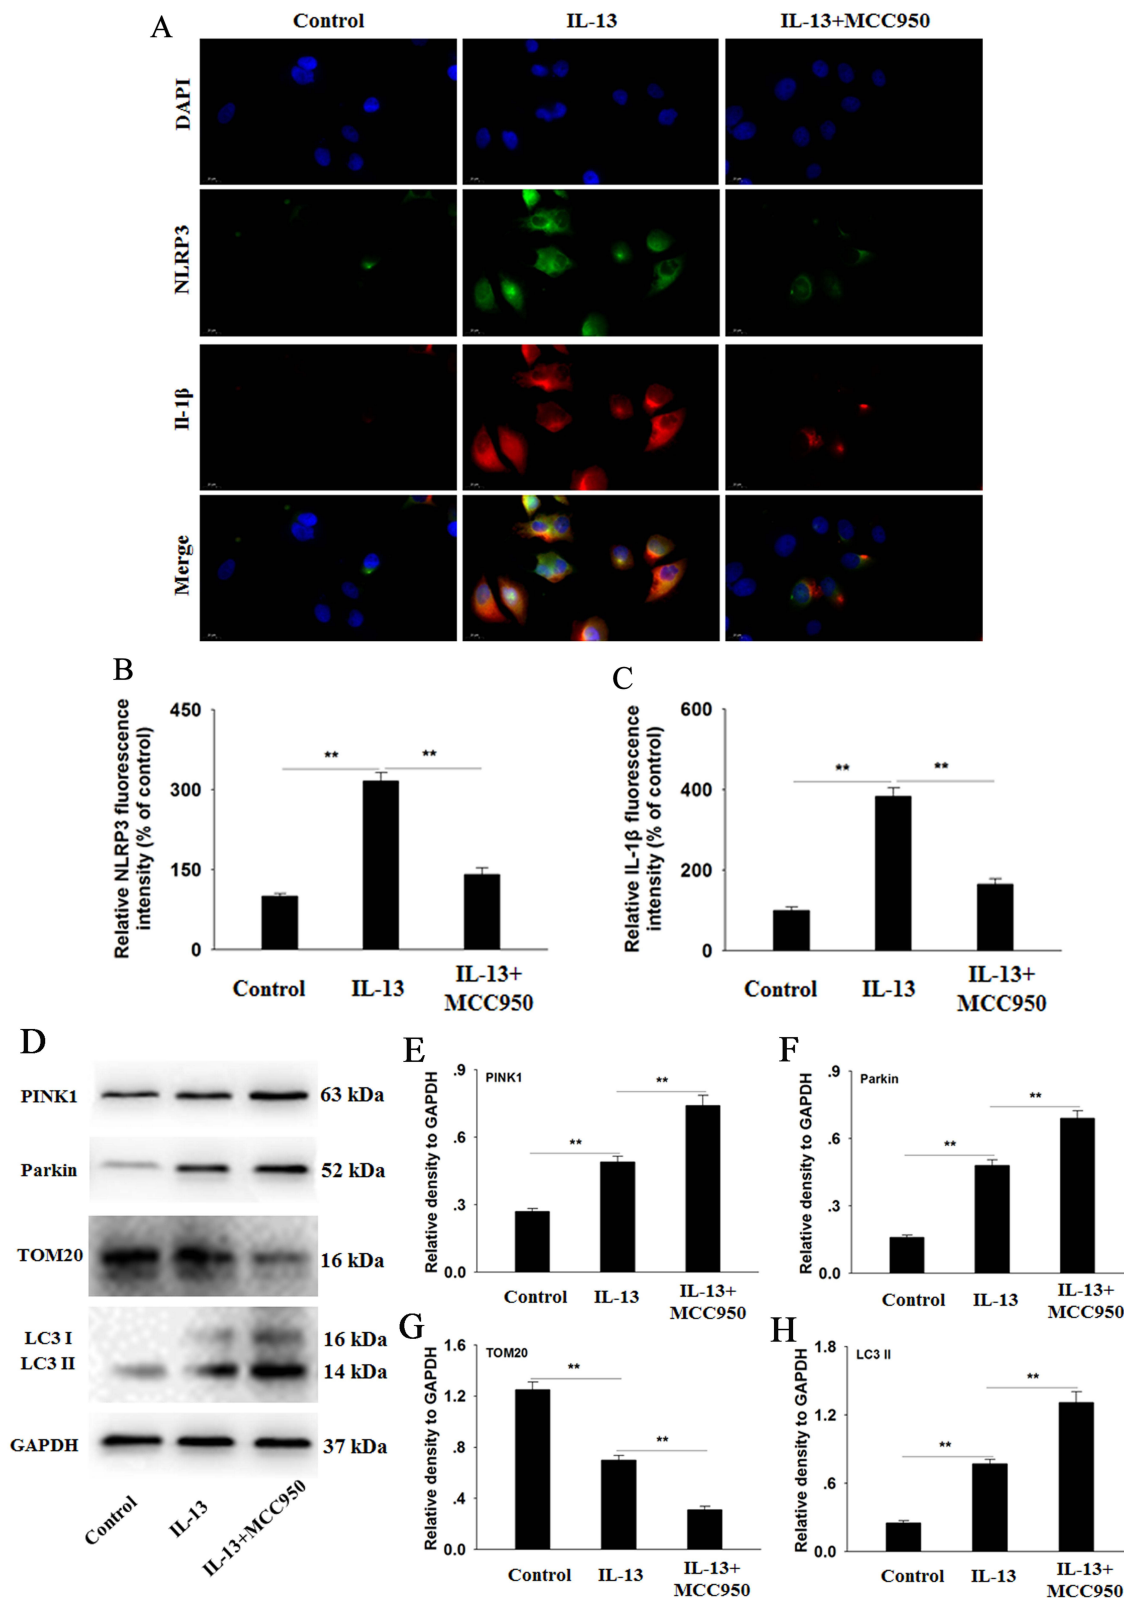 A
Control IL-13 IL-13+MCC950
DAPI
NLRP3
Il-1β
Merge
B
Relative NLRP3 fluorescence
intensity (% of control)
450
300
150
0
** **
Control IL-13 IL-13+
MCC950
C
Relative IL-1β fluorescence
intensity (% of control)
600
400
200
0
** **
Control IL-13 IL-13+
MCC950
D
PINK1 63 kDa
Parkin 52 kDa
TOM20 16 kDa
LC3 I 16 kDa
LC3 II 14 kDa
GAPDH 37 kDa
Control IL-13 IL-13+MCC950
E
Relative density to GAPDH
PINK1
.9
.6
.3
0.0
** **
Control IL-13 IL-13+
MCC950
F
Relative density to GAPDH
Parkin
.9
.6
.3
0.0
** **
Control IL-13 IL-13+
MCC950
G
Relative density to GAPDH
TOM20
1.6
1.2
.8
.4
0.0
** **
Control IL-13 IL-13+
MCC950
H
Relative density to GAPDH
LC3 II
1.8
1.2
.6
0.0
** **
Control IL-13 IL-13+
MCC950